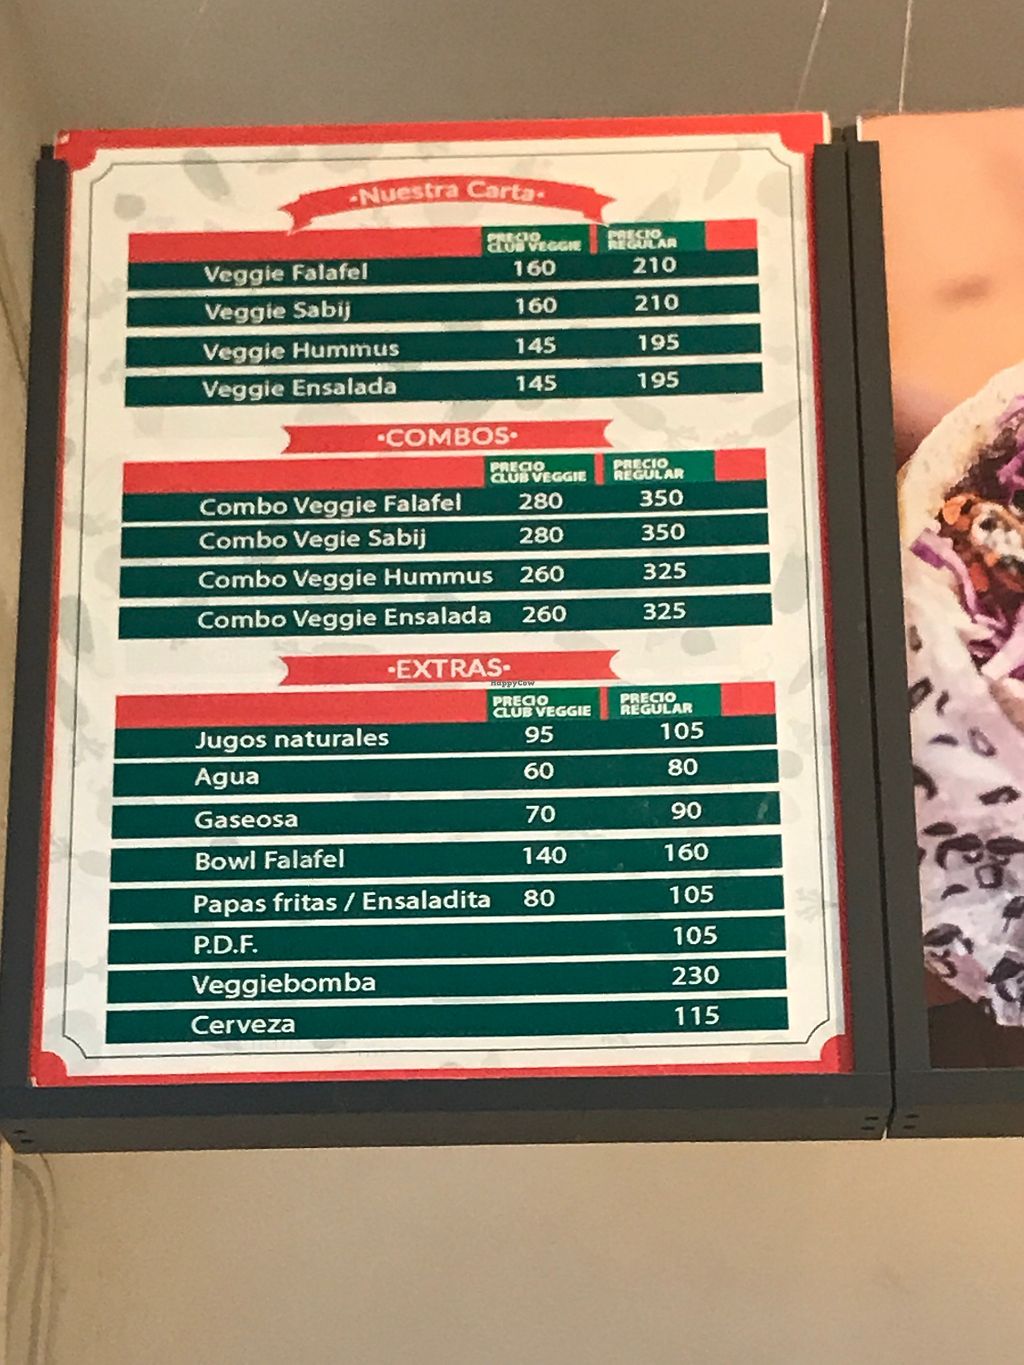 ·Nuestra Carta·
PRECIO CLUB VEGGIE PRECIO REGULAR
Veggie Falafel 160 210
Veggie Sabij 160 210
Veggie Hummus 145 195
Veggie Ensalada 145 195
·COMBOS·
PRECIO CLUB VEGGIE PRECIO REGULAR
Combo Veggie Falafel 280 350
Combo Vegie Sabij 280 350
Combo Veggie Hummus 260 325
Combo Veggie Ensalada 260 325
·EXTRAS·
HappyCow
PRECIO CLUB VEGGIE PRECIO REGULAR
Jugos naturales 95 105
Agua 60 80
Gaseosa 70 90
Bowl Falafel 140 160
Papas fritas / Ensaladita 80 105
P.D.F. 105
Veggiebomba 230
Cerveza 115